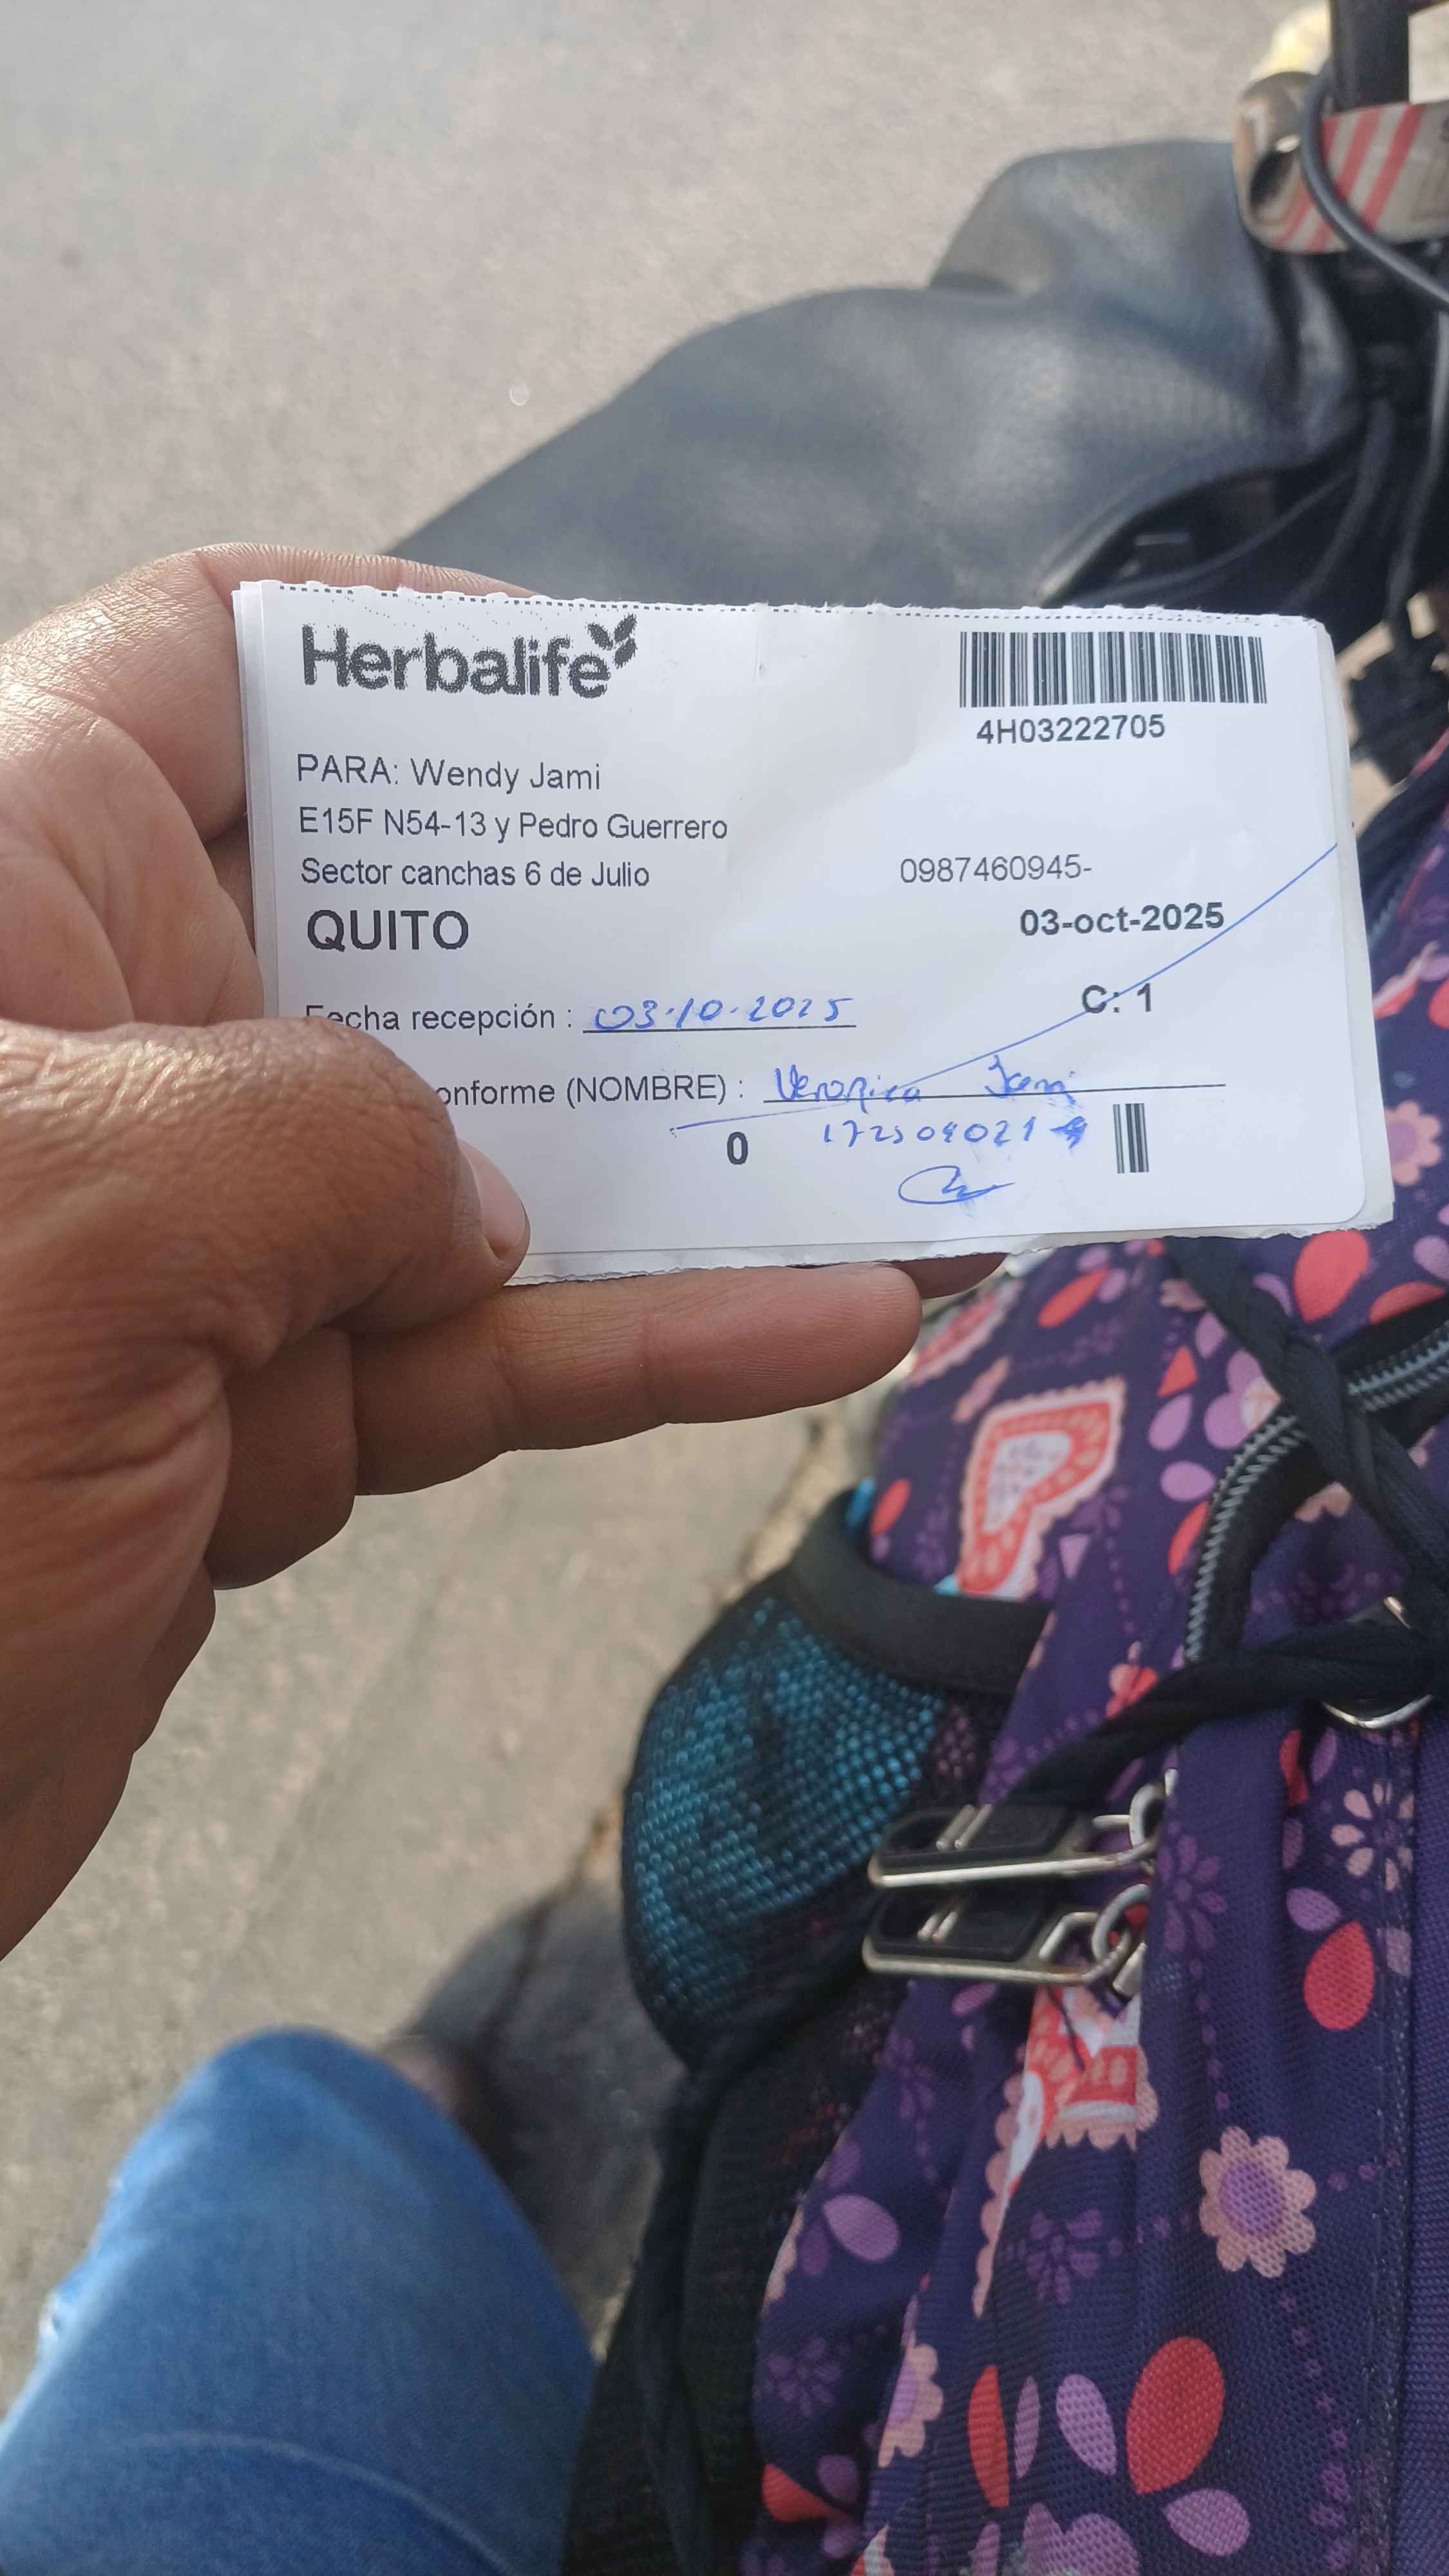 Herbalife
4H03222705
PARA: Wendy Jami
E15F N54-13 y Pedro Guerrero
Sector canchas 6 de Julio
0987460945-
QUITO
03-oct-2025
Fecha recepción : 03·10·2025
C: 1
onforme (NOMBRE) : Veronica Jami
0